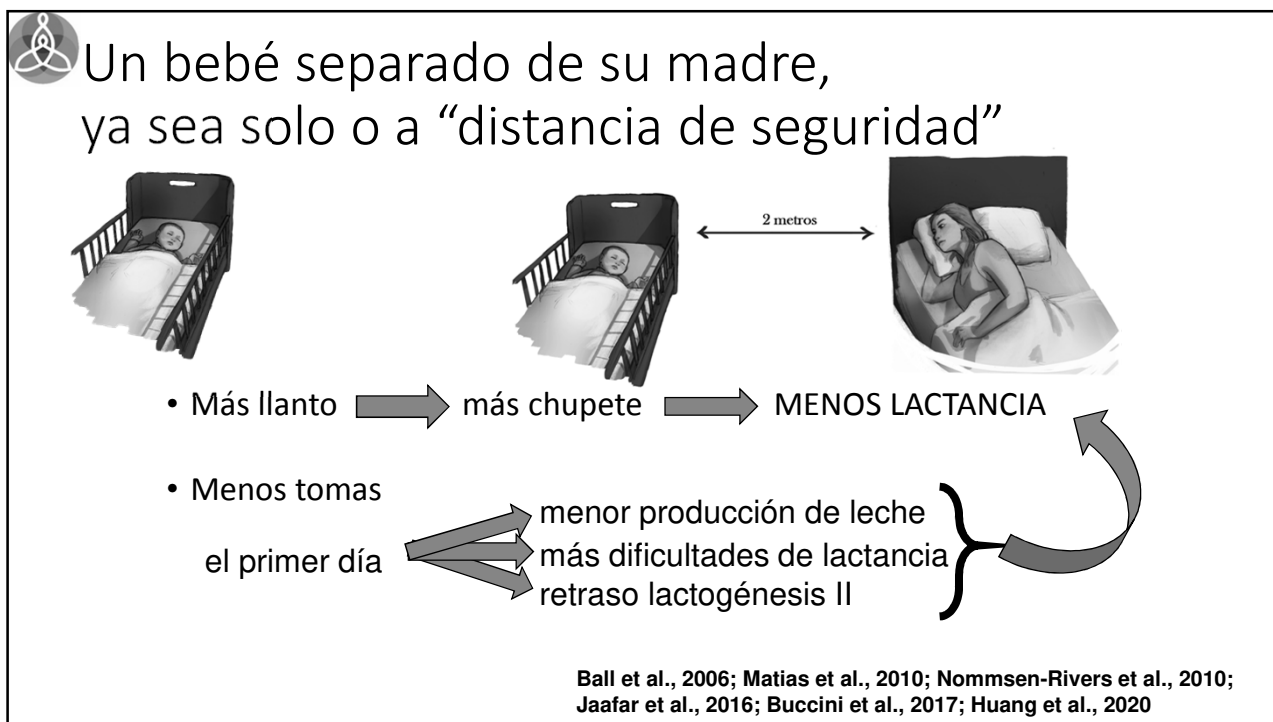 Un bebé separado de su madre,
ya sea solo o a “distancia de seguridad”
2 metros
• Más llanto más chupete MENOS LACTANCIA
• Menos tomas
el primer día
menor producción de leche
más dificultades de lactancia
retraso lactogénesis II
Ball et al., 2006; Matias et al., 2010; Nommsen-Rivers et al., 2010;
Jaafar et al., 2016; Buccini et al., 2017; Huang et al., 2020